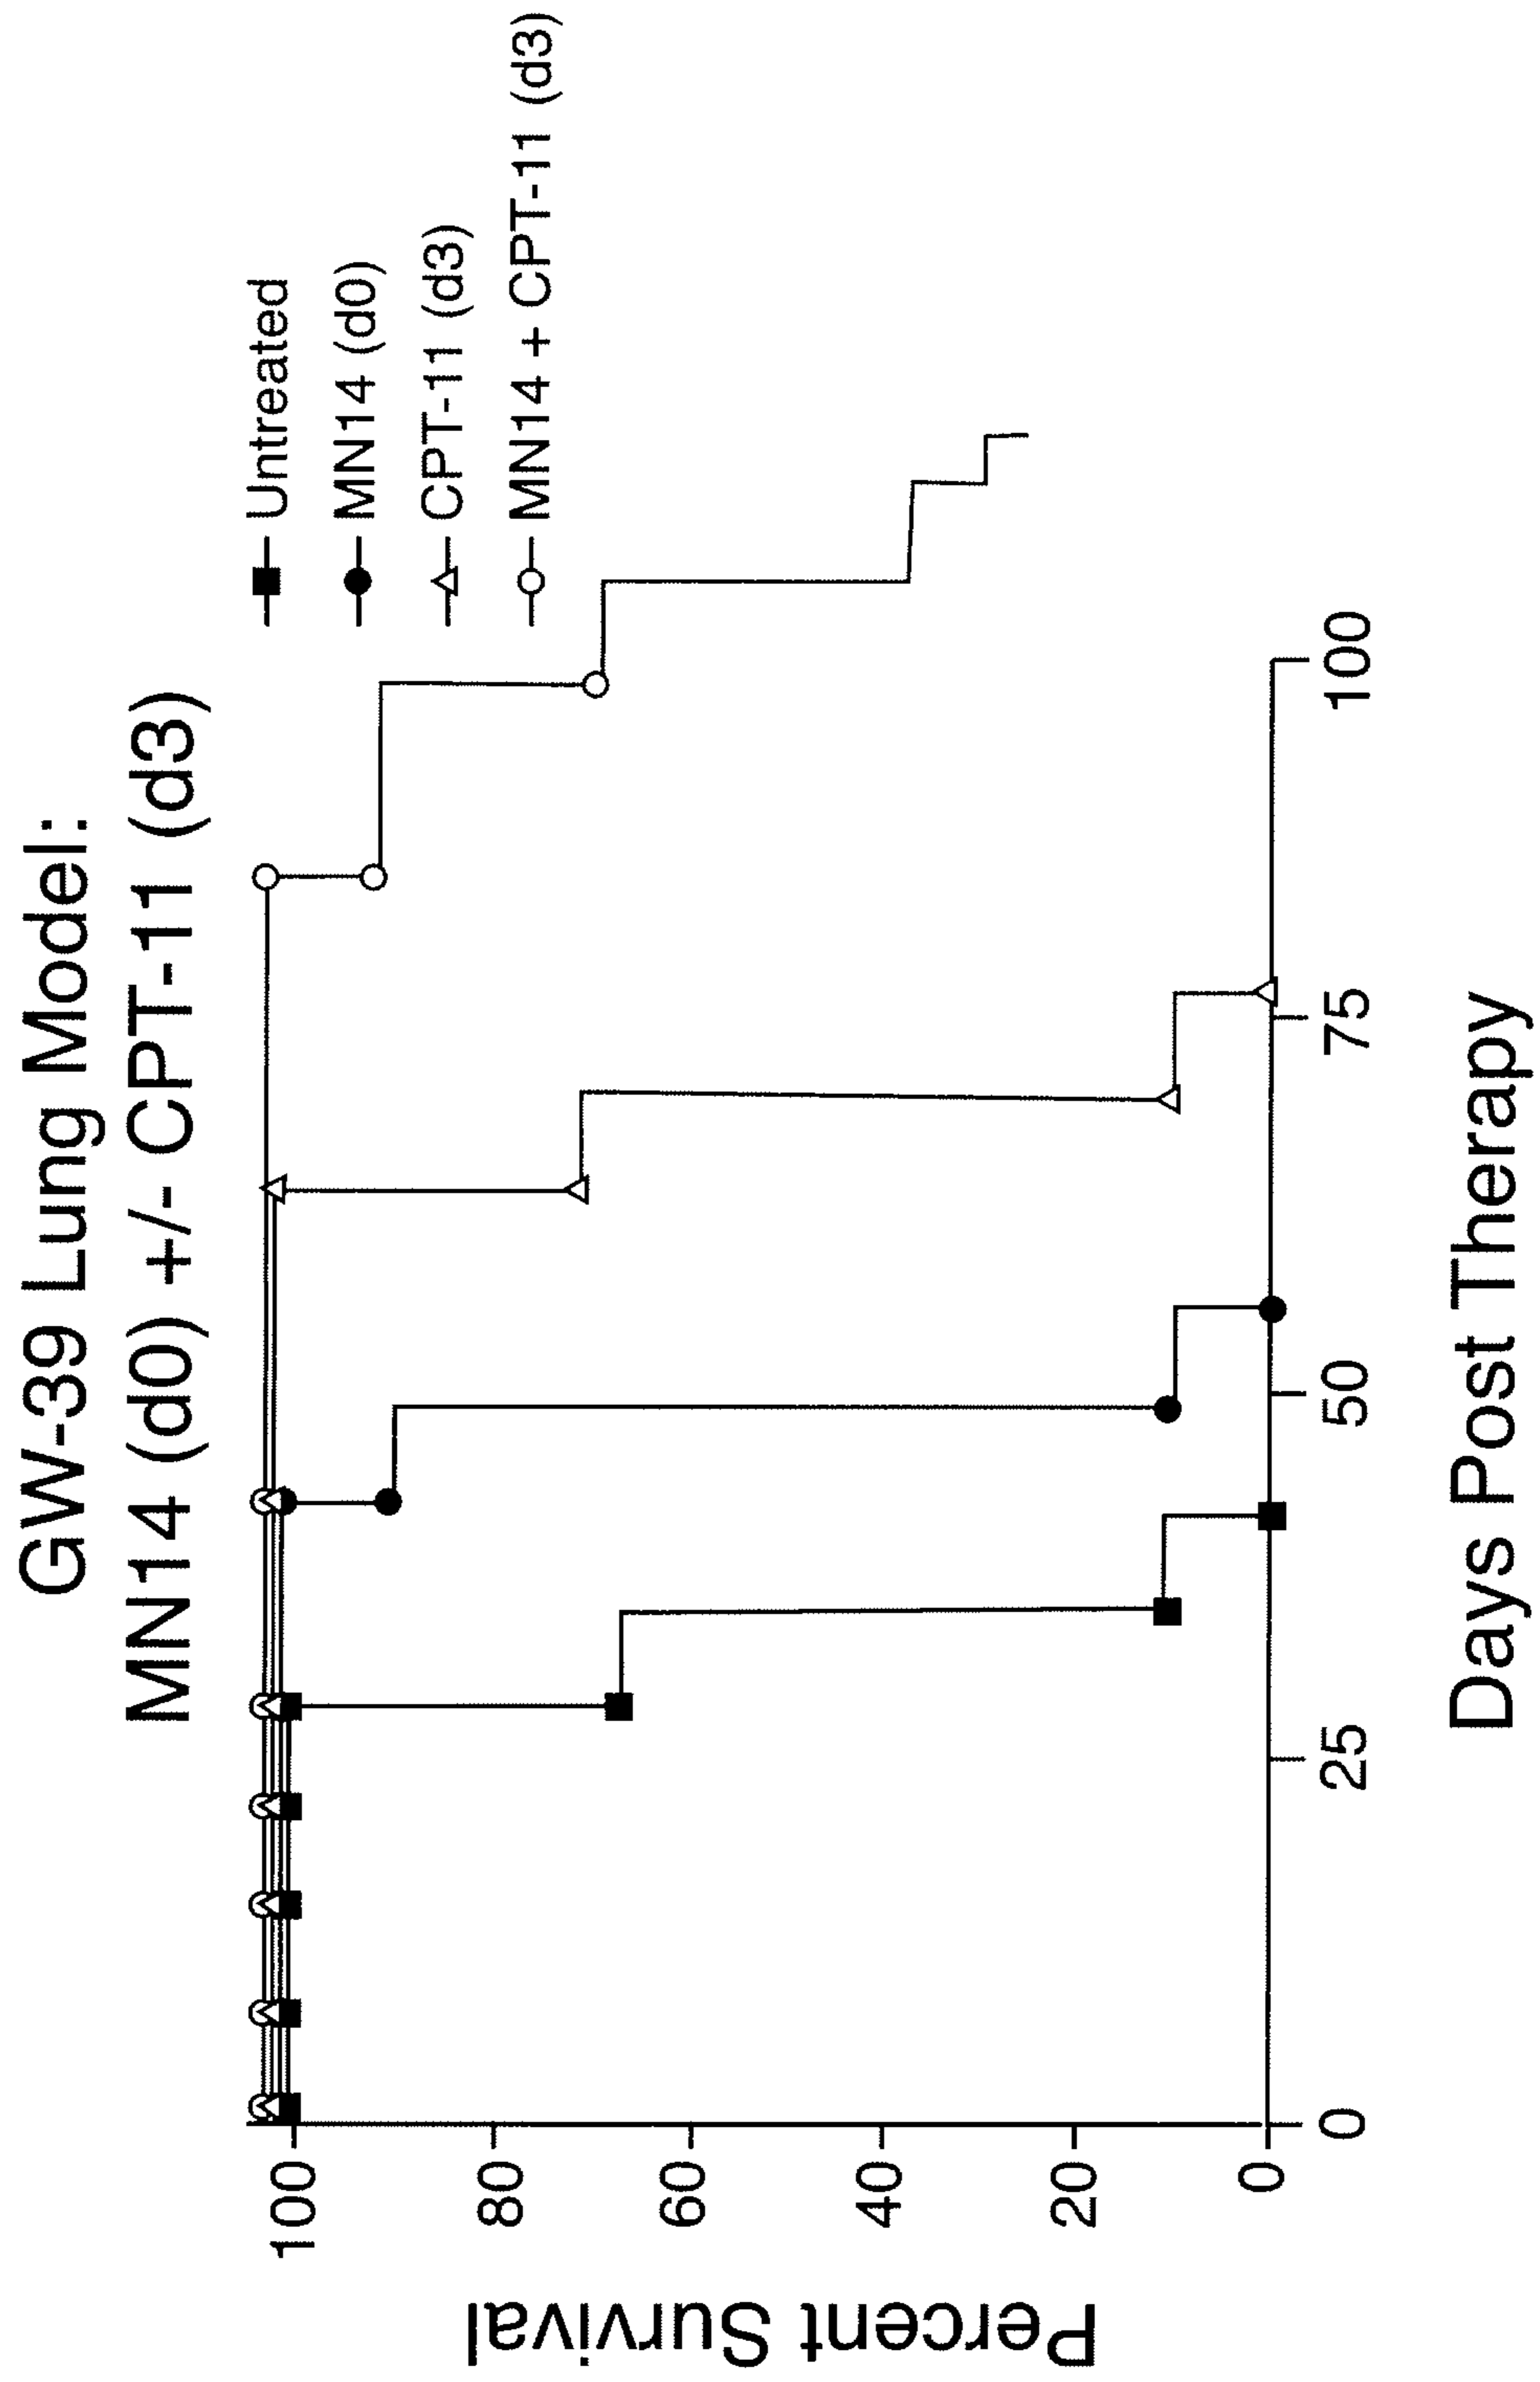 GW-39 Lung Model:
MN14 (d0) +/- CPT-11 (d3)
Untreated
MN14 (d0)
CPT-11 (d3)
MN14 + CPT-11 (d3)
Percent Survival
100
80
60
40
20
0
0
25
50
75
100
Days Post Therapy